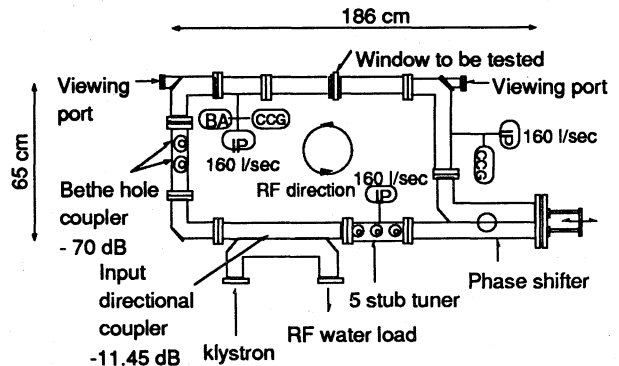 186 cm
Window to be tested
Viewing
port
Viewing port
BA
CCG
IP
160 l/sec
IP
160 l/sec
CCG
65 cm
RF direction
160 l/sec
IP
Bethe hole
coupler
- 70 dB
Input
directional
coupler
-11.45 dB
klystron
RF water load
5 stub tuner
Phase shifter